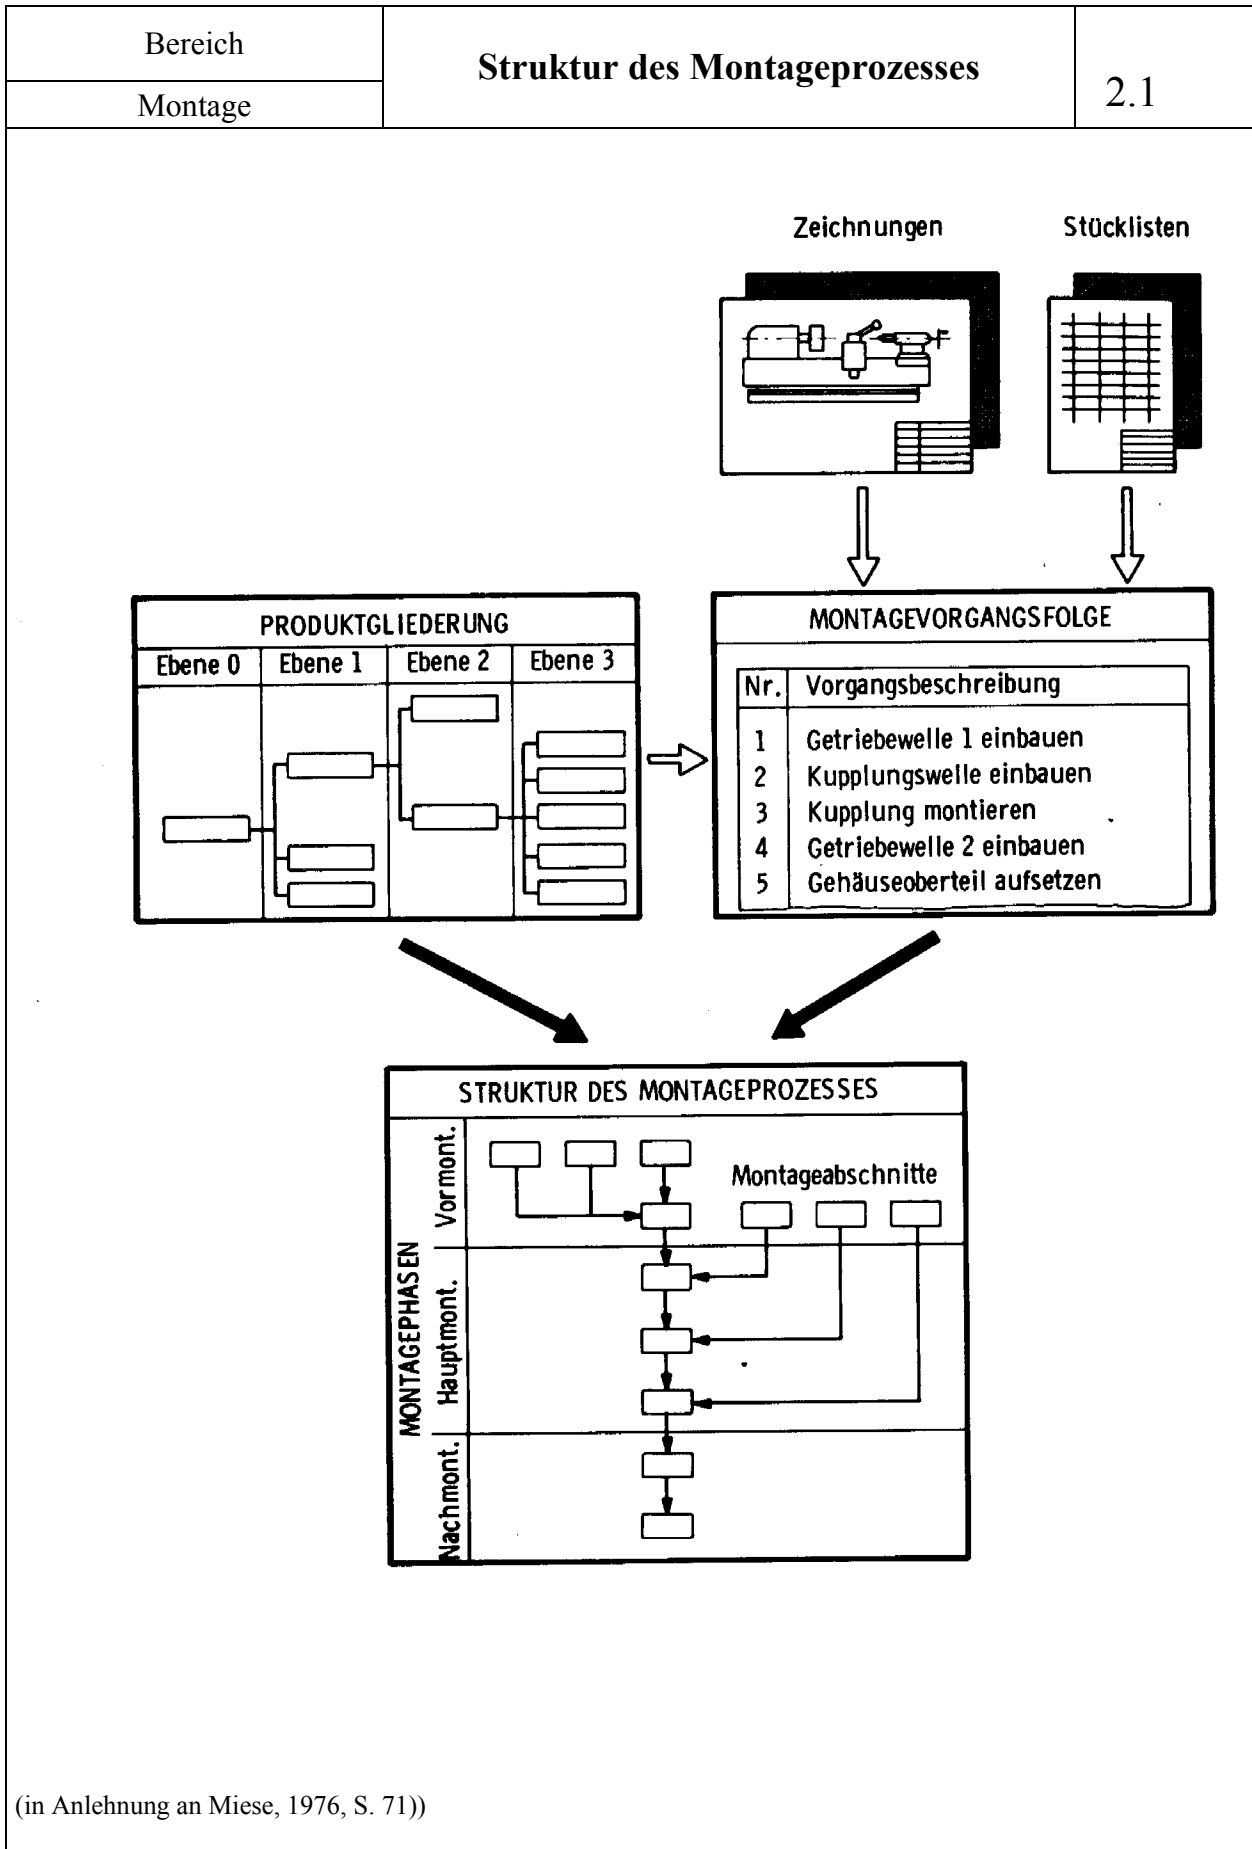 Bereich
Montage
Struktur des Montageprozesses
2.1
Zeichnungen
Stücklisten
PRODUKTGLIEDERUNG
Ebene 0 Ebene 1 Ebene 2 Ebene 3
MONTAGEVORGANGSFOLGE
Nr. Vorgangsbeschreibung
1 Getriebewelle 1 einbauen
2 Kupplungswelle einbauen
3 Kupplung montieren
4 Getriebewelle 2 einbauen
5 Gehäuseoberteil aufsetzen
STRUKTUR DES MONTAGEPROZESSES
MONTAGEPHASEN
Vormont.
Montageabschnitte
Hauptmont.
Nachmont.
(in Anlehnung an Miese, 1976, S. 71))